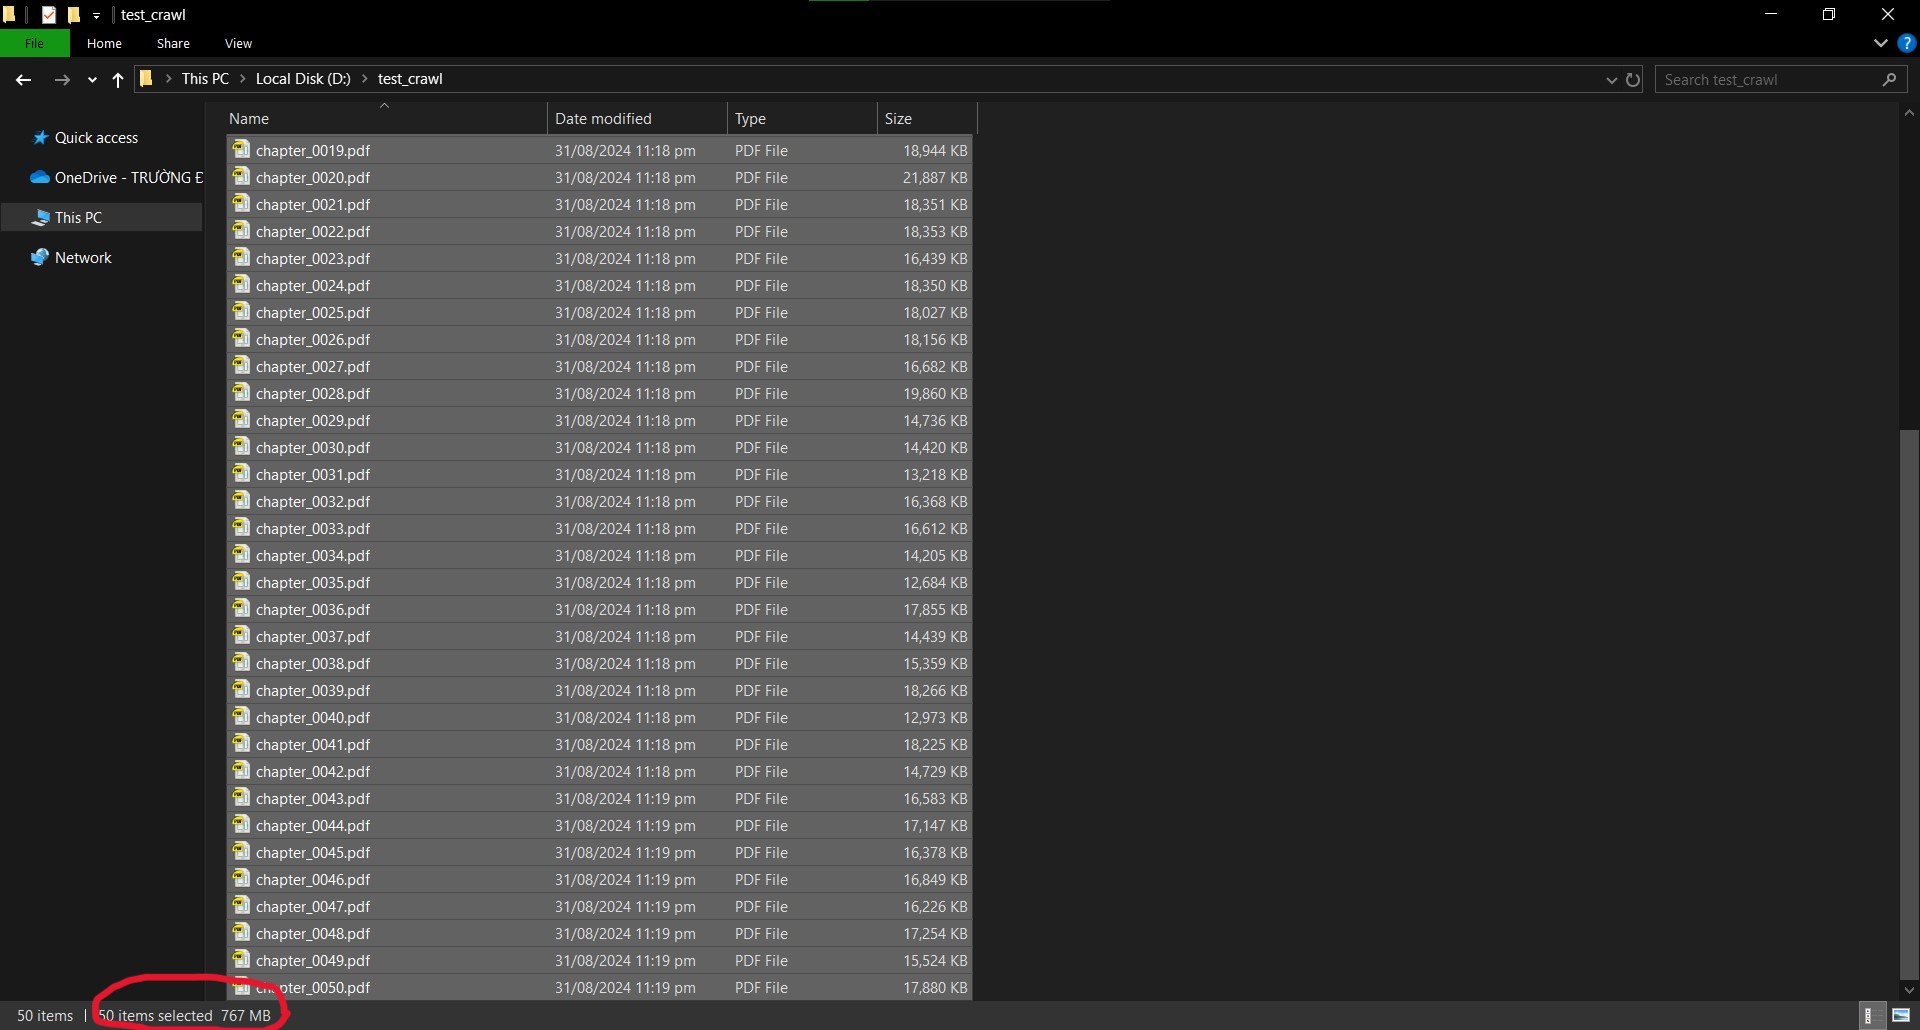 test_crawl
File Home Share View
This PC Local Disk (D:) test_crawl Search test_crawl
Quick access
OneDrive - TRƯỜNG Đ
This PC
Network
Name Date modified Type Size
chapter_0019.pdf 31/08/2024 11:18 pm PDF File 18,944 KB
chapter_0020.pdf 31/08/2024 11:18 pm PDF File 21,887 KB
chapter_0021.pdf 31/08/2024 11:18 pm PDF File 18,351 KB
chapter_0022.pdf 31/08/2024 11:18 pm PDF File 18,353 KB
chapter_0023.pdf 31/08/2024 11:18 pm PDF File 16,439 KB
chapter_0024.pdf 31/08/2024 11:18 pm PDF File 18,350 KB
chapter_0025.pdf 31/08/2024 11:18 pm PDF File 18,027 KB
chapter_0026.pdf 31/08/2024 11:18 pm PDF File 18,156 KB
chapter_0027.pdf 31/08/2024 11:18 pm PDF File 16,682 KB
chapter_0028.pdf 31/08/2024 11:18 pm PDF File 19,860 KB
chapter_0029.pdf 31/08/2024 11:18 pm PDF File 14,736 KB
chapter_0030.pdf 31/08/2024 11:18 pm PDF File 14,420 KB
chapter_0031.pdf 31/08/2024 11:18 pm PDF File 13,218 KB
chapter_0032.pdf 31/08/2024 11:18 pm PDF File 16,368 KB
chapter_0033.pdf 31/08/2024 11:18 pm PDF File 16,612 KB
chapter_0034.pdf 31/08/2024 11:18 pm PDF File 14,205 KB
chapter_0035.pdf 31/08/2024 11:18 pm PDF File 12,684 KB
chapter_0036.pdf 31/08/2024 11:18 pm PDF File 17,855 KB
chapter_0037.pdf 31/08/2024 11:18 pm PDF File 14,439 KB
chapter_0038.pdf 31/08/2024 11:18 pm PDF File 15,359 KB
chapter_0039.pdf 31/08/2024 11:18 pm PDF File 18,266 KB
chapter_0040.pdf 31/08/2024 11:18 pm PDF File 12,973 KB
chapter_0041.pdf 31/08/2024 11:18 pm PDF File 18,225 KB
chapter_0042.pdf 31/08/2024 11:18 pm PDF File 14,729 KB
chapter_0043.pdf 31/08/2024 11:19 pm PDF File 16,583 KB
chapter_0044.pdf 31/08/2024 11:19 pm PDF File 17,147 KB
chapter_0045.pdf 31/08/2024 11:19 pm PDF File 16,378 KB
chapter_0046.pdf 31/08/2024 11:19 pm PDF File 16,849 KB
chapter_0047.pdf 31/08/2024 11:19 pm PDF File 16,226 KB
chapter_0048.pdf 31/08/2024 11:19 pm PDF File 17,254 KB
chapter_0049.pdf 31/08/2024 11:19 pm PDF File 15,524 KB
chapter_0050.pdf 31/08/2024 11:19 pm PDF File 17,880 KB
50 items 50 items selected 767 MB